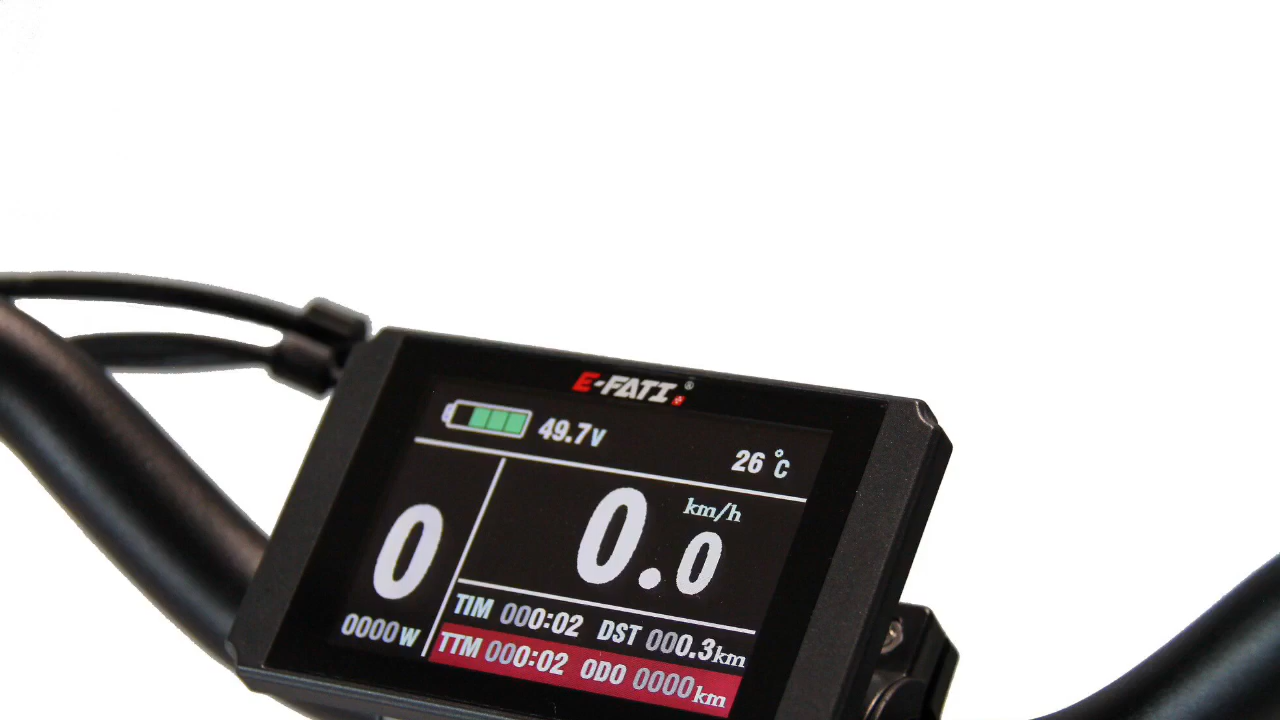 E-FATI.®
49.7V
26 °C
0
0000W
km/h
0.0
TIM 000:02 DST 000.3km
TTM 000:02 ODO 0000km